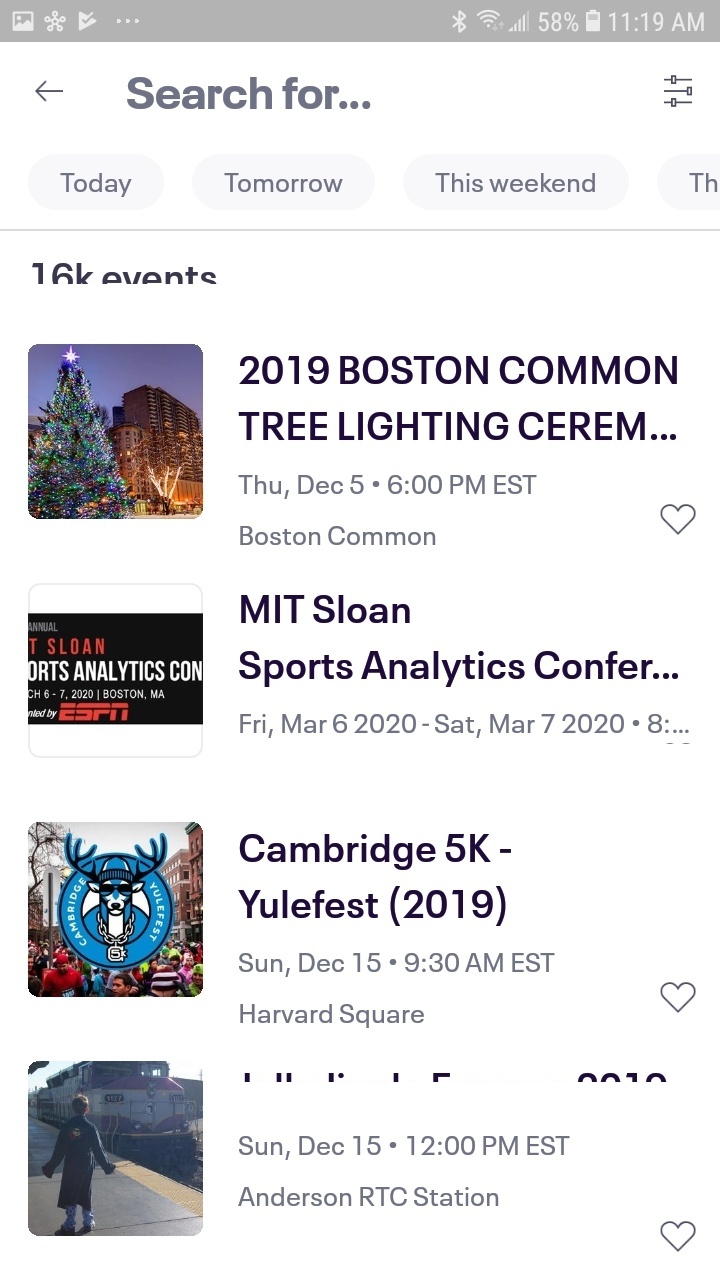 58% 11:19 AM
Search for...
Today Tomorrow This weekend Th
16k events
2019 BOSTON COMMON
TREE LIGHTING CEREM...
Thu, Dec 5 • 6:00 PM EST
Boston Common
ANNUAL
T SLOAN
ORTS ANALYTICS CON
CH 6 - 7, 2020 | BOSTON, MA
nted by ESPN
MIT Sloan
Sports Analytics Confer...
Fri, Mar 6 2020 - Sat, Mar 7 2020 • 8:...
CAMBRIDGE
YULEFEST
5K
Cambridge 5K -
Yulefest (2019)
Sun, Dec 15 • 9:30 AM EST
Harvard Square
2019
Sun, Dec 15 • 12:00 PM EST
Anderson RTC Station